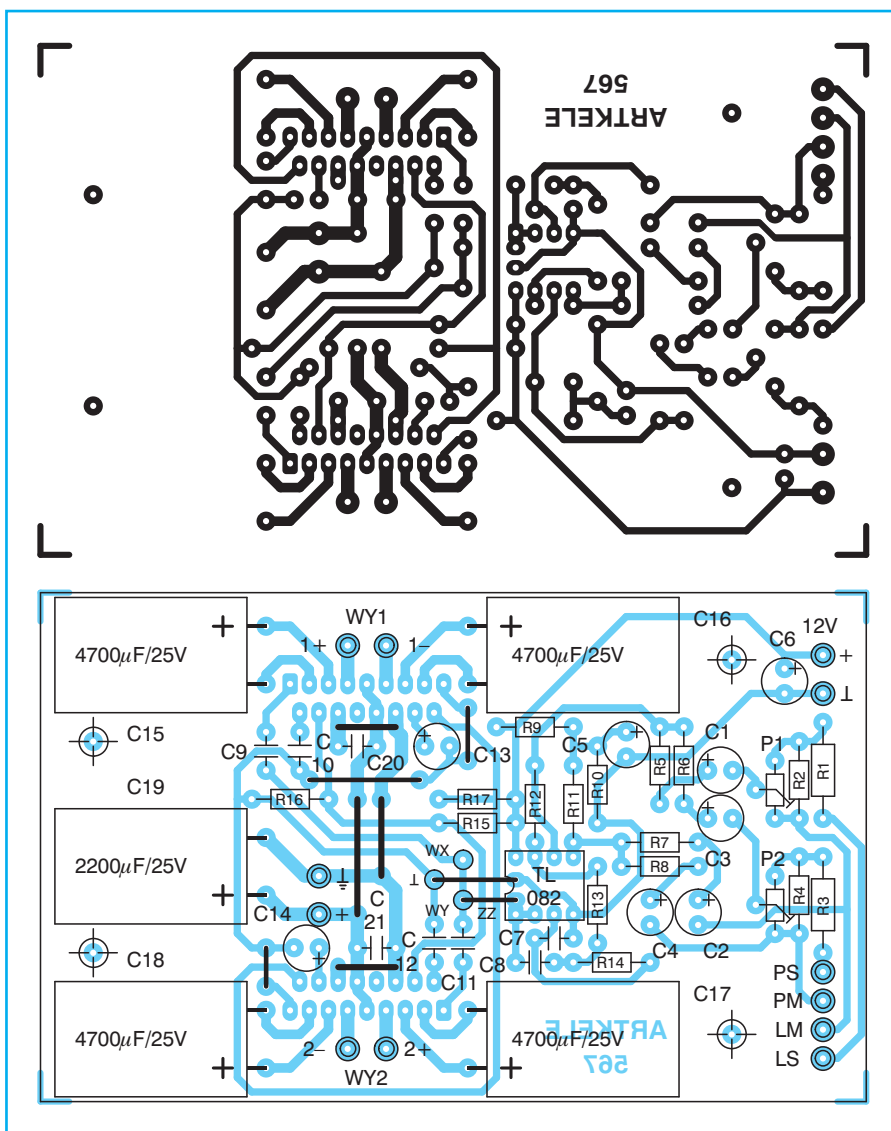 567
ARTKELE
4700µF/25V
WY1
1+
1-
4700µF/25V
C16
12V
C6
+
⊥
C15
C9
C
10
C20
C13
R9
C5
R5
R6
C1
P1
R2
R1
C19
R16
R17
R15
R12
R11
R10
R7
R8
C3
2200µF/25V
WX
⊥
WY
ZZ
TL
082
P2
R4
R3
⊥
+
C14
C
21
C
12
C11
C7
C8
R13
R14
C4
C2
C18
C17
PS
PM
LM
LS
4700µF/25V
2-
2+
WY2
4700µF/25V
ARTKELE
567